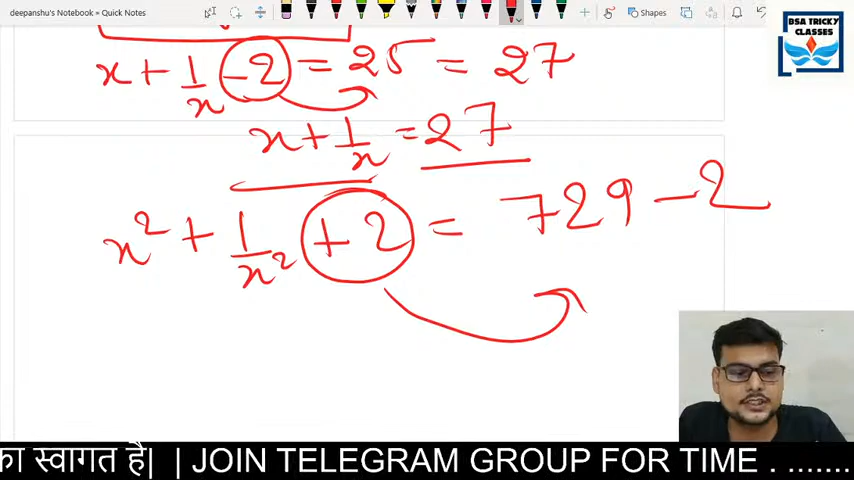 deepanshu's Notebook » Quick Notes
Shapes
DSA TRICKY
CLASSES
x + 1/x - 2 = 25 = 27
x + 1/x = 27
x² + 1/x² + 2 = 729 - 2
का स्वागत है| | JOIN TELEGRAM GROUP FOR TIME . .......